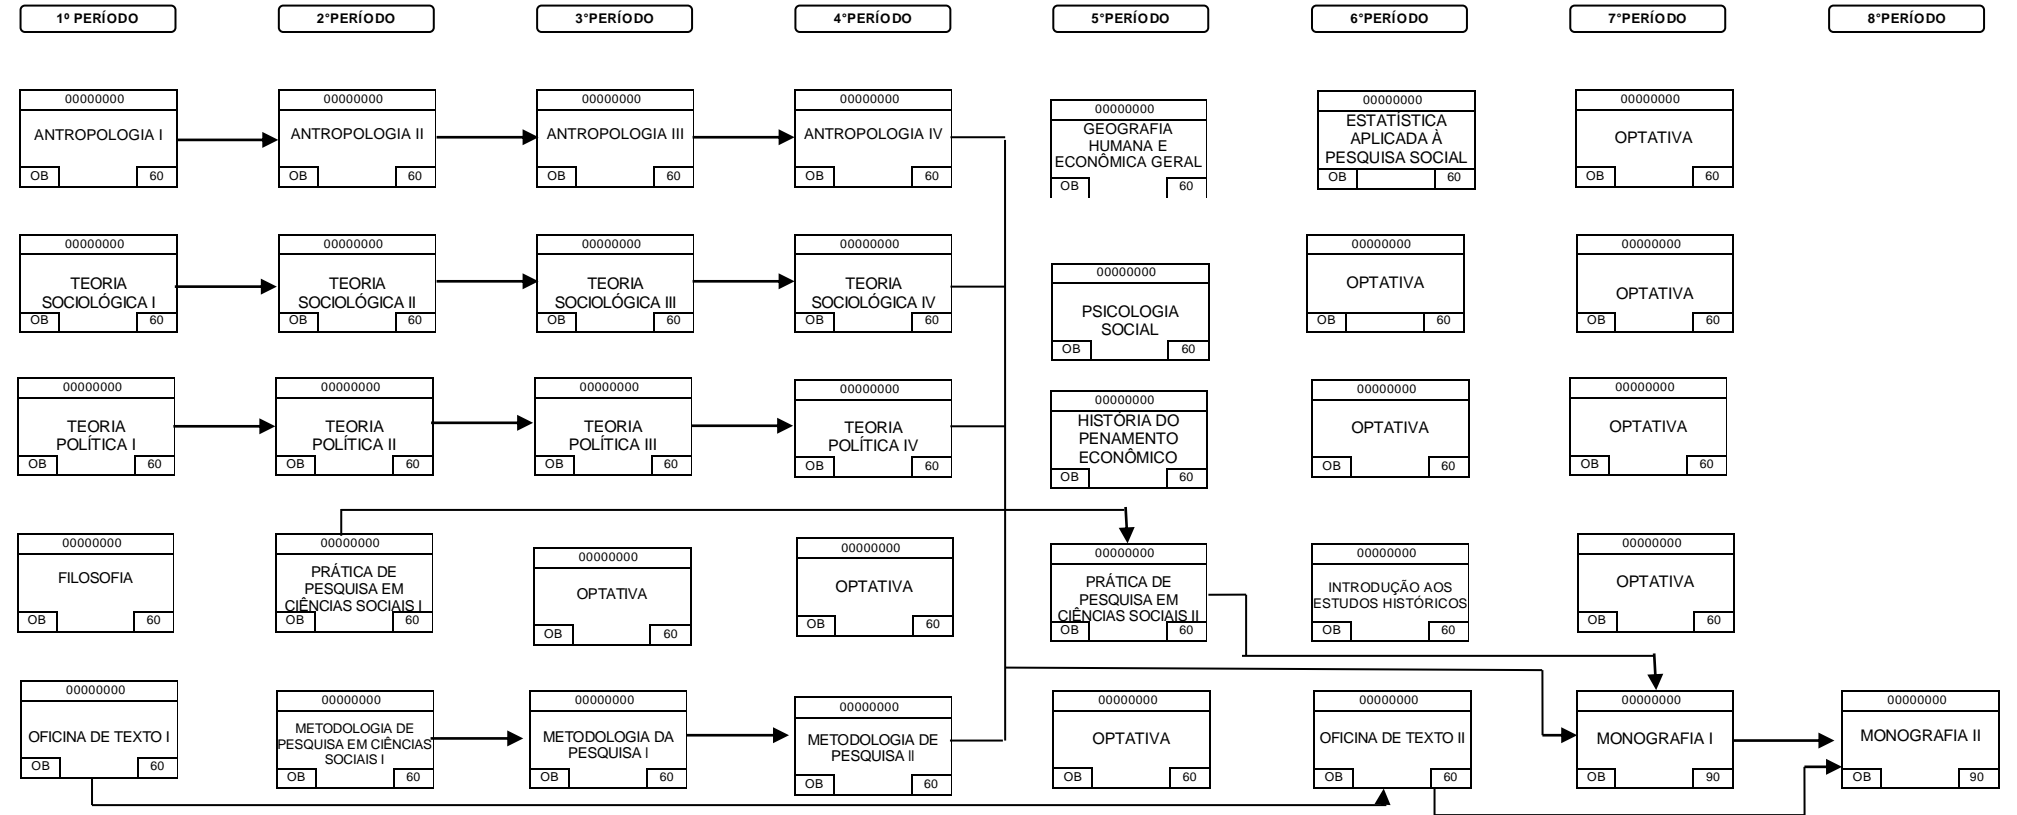 1º PERÍODO
2°PERÍODO
3°PERÍODO
4°PERÍODO
5°PERÍODO
6°PERÍODO
7°PERÍODO
8°PERÍODO
00000000
ANTROPOLOGIA I
OB
60
00000000
ANTROPOLOGIA II
OB
60
00000000
ANTROPOLOGIA III
OB
60
00000000
ANTROPOLOGIA IV
OB
60
00000000
GEOGRAFIA
HUMANA E
ECONÔMICA GERAL
OB
60
00000000
ESTATÍSTICA
APLICADA À
PESQUISA SOCIAL
OB
60
00000000
OPTATIVA
OB
60
00000000
TEORIA
SOCIOLÓGICA I
OB
60
00000000
TEORIA
SOCIOLÓGICA II
OB
60
00000000
TEORIA
SOCIOLÓGICA III
OB
60
00000000
TEORIA
SOCIOLÓGICA IV
OB
60
00000000
PSICOLOGIA
SOCIAL
OB
60
00000000
OPTATIVA
OB
60
00000000
OPTATIVA
OB
60
00000000
TEORIA
POLÍTICA I
OB
60
00000000
TEORIA
POLÍTICA II
OB
60
00000000
TEORIA
POLÍTICA III
OB
60
00000000
TEORIA
POLÍTICA IV
OB
60
00000000
HISTÓRIA DO
PENAMENTO
ECONÔMICO
OB
60
00000000
OPTATIVA
OB
60
00000000
OPTATIVA
OB
60
00000000
FILOSOFIA
OB
60
00000000
PRÁTICA DE
PESQUISA EM
CIÊNCIAS SOCIAIS I
OB
60
00000000
OPTATIVA
OB
60
00000000
OPTATIVA
OB
60
00000000
PRÁTICA DE
PESQUISA EM
CIÊNCIAS SOCIAIS II
OB
60
00000000
INTRODUÇÃO AOS
ESTUDOS HISTÓRICOS
OB
60
00000000
OPTATIVA
OB
60
00000000
OFICINA DE TEXTO I
OB
60
00000000
METODOLOGIA DE
PESQUISA EM CIÊNCIAS
SOCIAIS I
OB
60
00000000
METODOLOGIA DA
PESQUISA I
OB
60
00000000
METODOLOGIA DE
PESQUISA II
OB
60
00000000
OPTATIVA
OB
60
00000000
OFICINA DE TEXTO II
OB
60
00000000
MONOGRAFIA I
OB
90
00000000
MONOGRAFIA II
OB
90